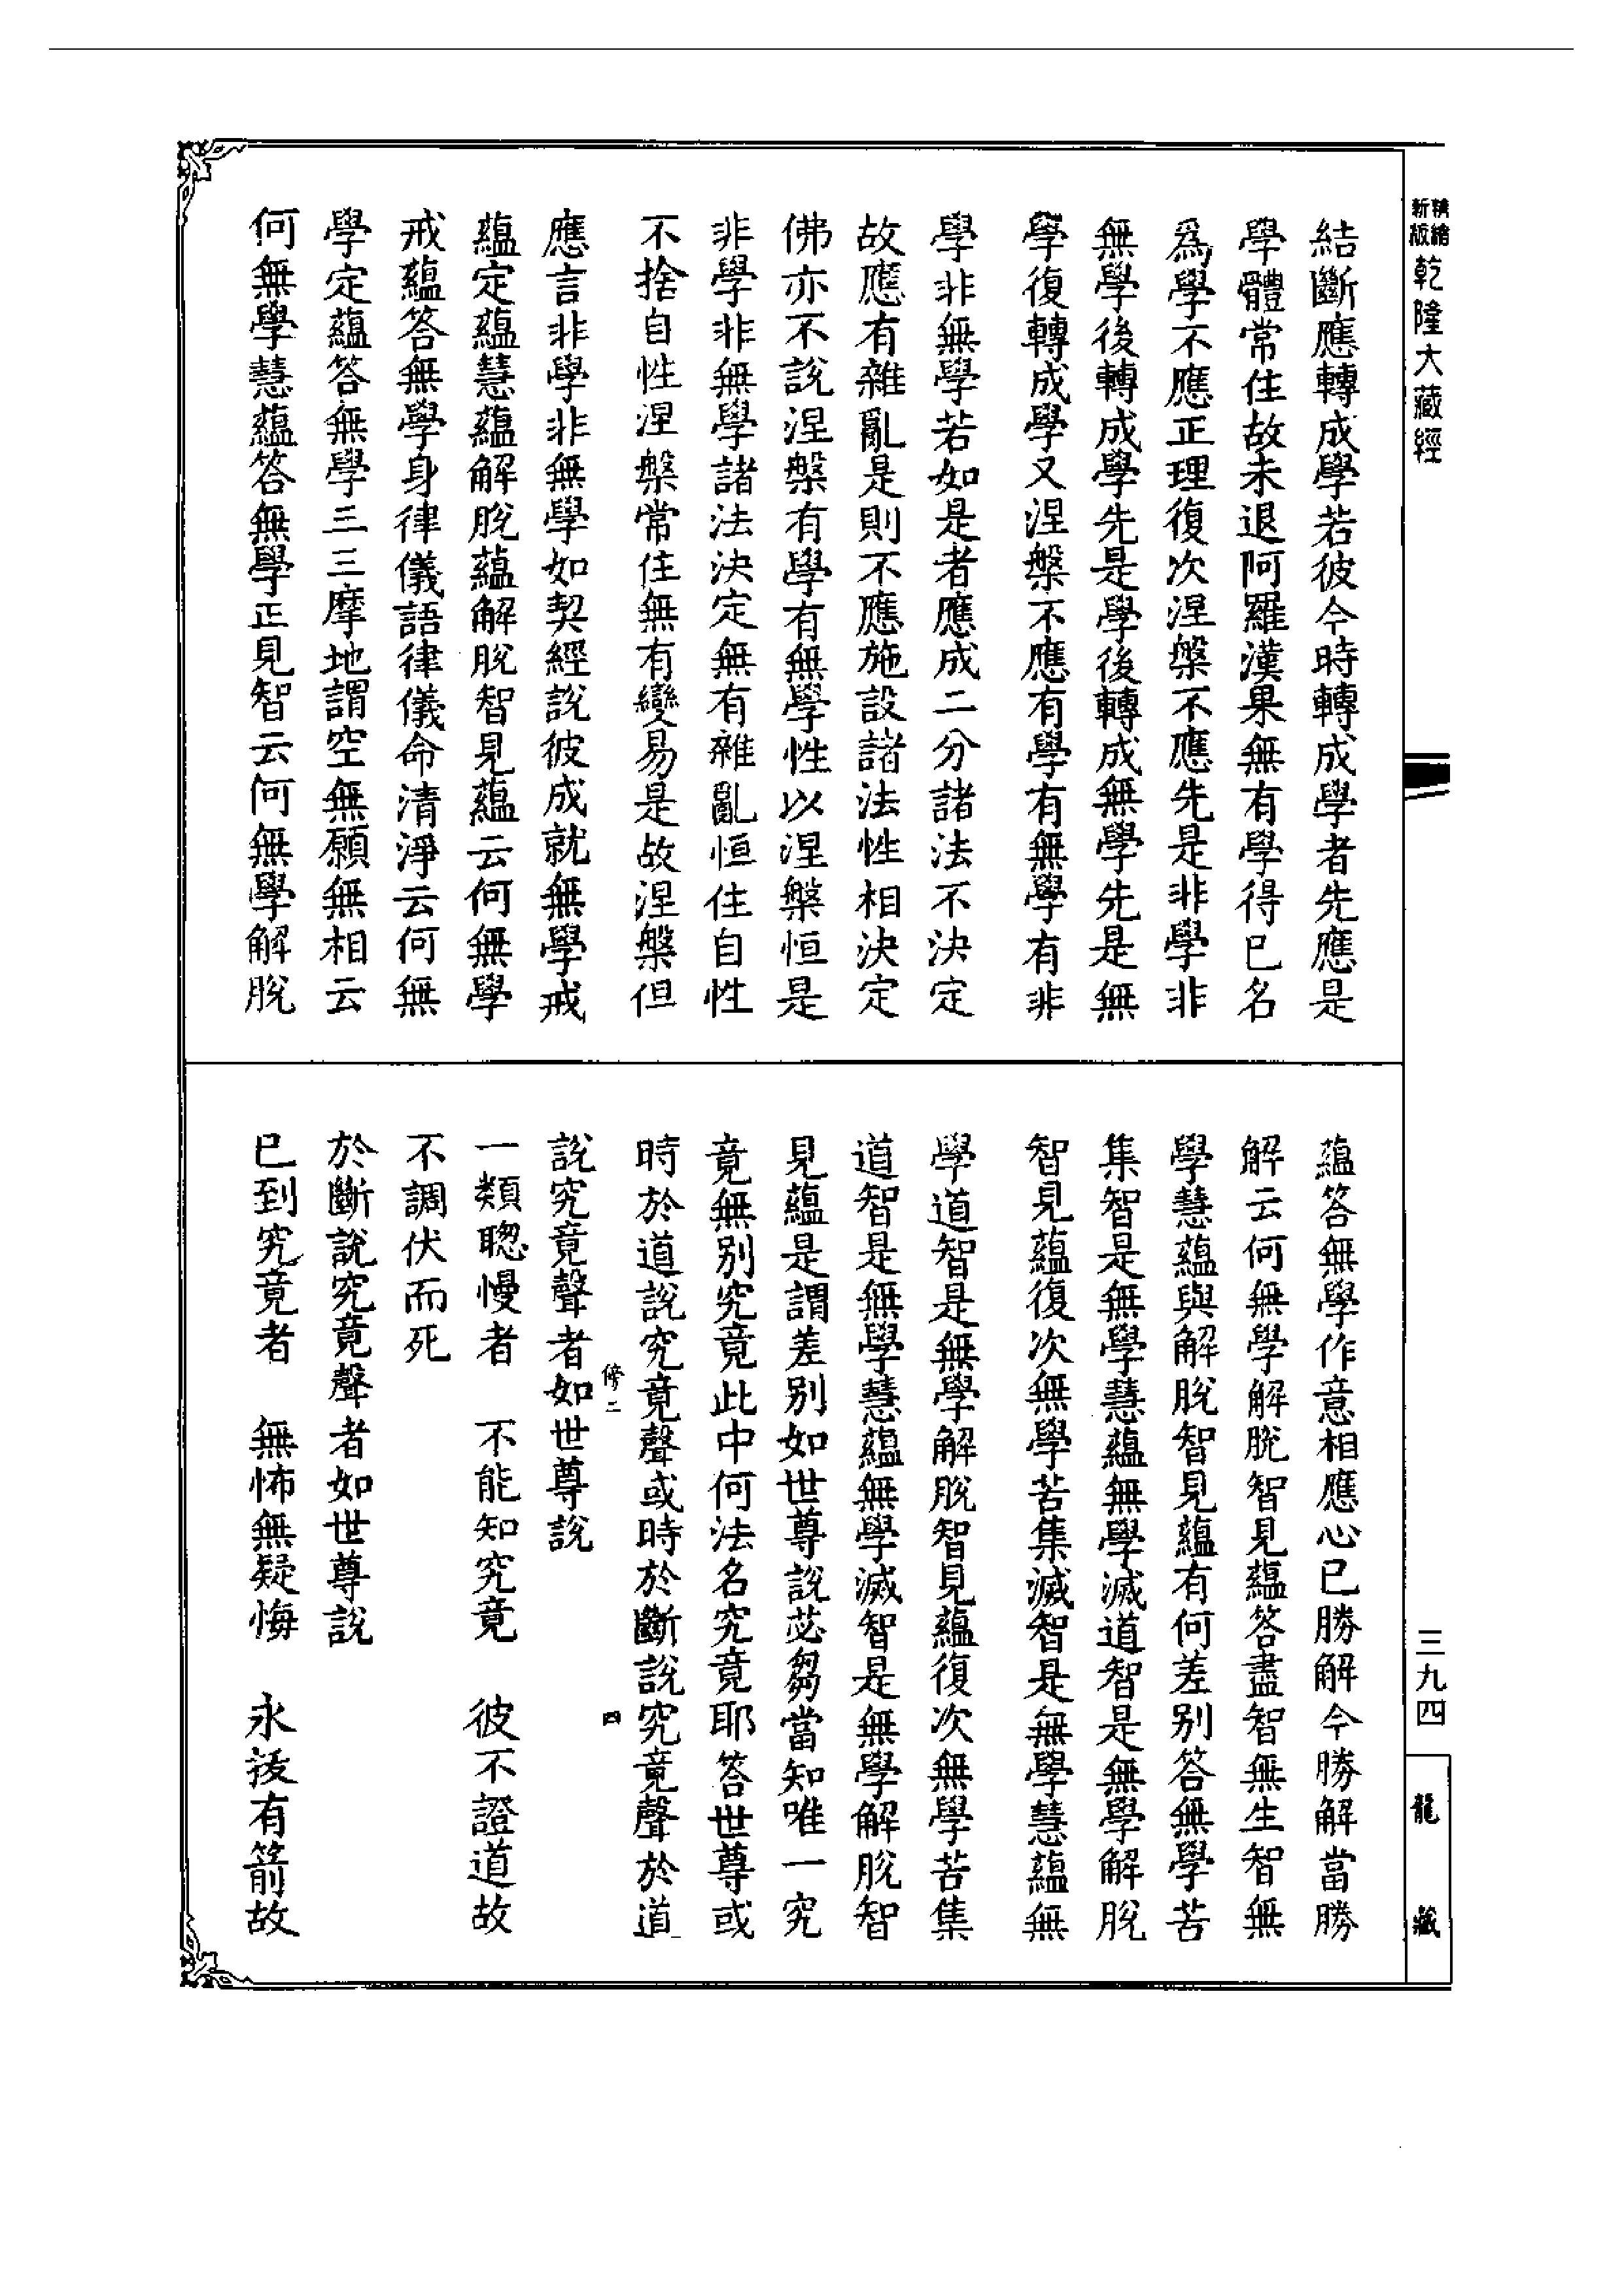 精繪
新版
乾隆大藏經
結斷應轉成學若彼今時轉成學者先應是
學體常住故未退阿羅漢果無有學得已名
爲學不應正理復次涅槃不應先是非學非
無學後轉成學先是學後轉成無學先是無
學復轉成學又涅槃不應有學有無學有非
學非無學若如是者應成二分諸法不決定
故應有雜亂是則不應施設諸法性相決定
佛亦不說涅槃有學有無學性以涅槃恒是
非學非無學諸法決定無有雜亂恒住自性
不捨自性涅槃常住無有變易是故涅槃但
應言非學非無學如契經說彼成就無學戒
蘊定蘊慧蘊解脫蘊解脫智見蘊云何無學
戒蘊答無學身律儀語律儀命清淨云何無
學定蘊答無學三三摩地謂空無願無相云
何無學慧蘊答無學正見智云何無學解脫
蘊答無學作意相應心已勝解今勝解當勝
解云何無學解脫智見蘊答盡智無生智無
學慧蘊與解脫智見蘊有何差別答無學苦
集智是無學慧蘊無學滅道智是無學解脫
智見蘊復次無學苦集滅智是無學慧蘊無
學道智是無學解脫智見蘊復次無學苦集
道智是無學慧蘊無學滅智是無學解脫智
見蘊是謂差別如世尊說苾芻當知唯一究
竟無別究竟此中何法名究竟耶答世尊或
時於道說究竟聲或時於斷說究竟聲於道
脩二 四
說究竟聲者如世尊說
一類聰慢者 不能知究竟 彼不證道故
不調伏而死
於斷說究竟聲者如世尊說
已到究竟者 無怖無疑悔 永拔有箭故
三九四
龍藏